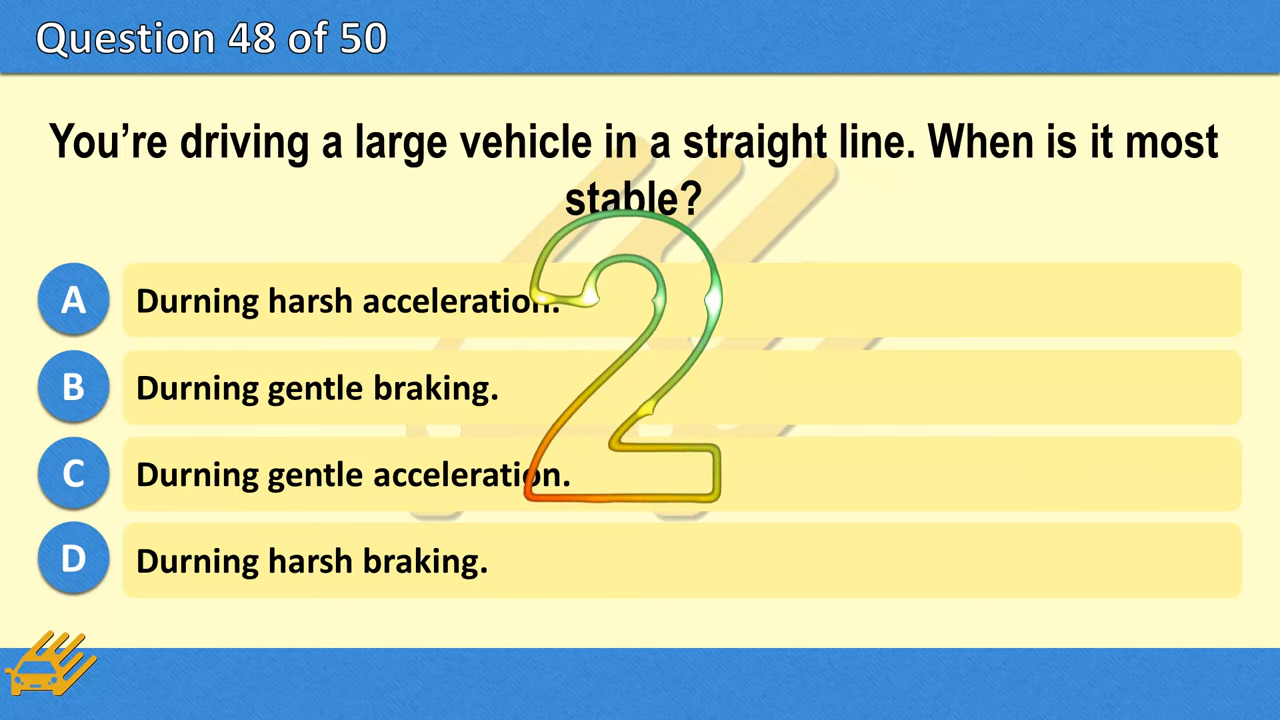 Question 48 of 50
You’re driving a large vehicle in a straight line. When is it most
stable?
A Durning harsh acceleration.
B Durning gentle braking.
C Durning gentle acceleration.
D Durning harsh braking.
2